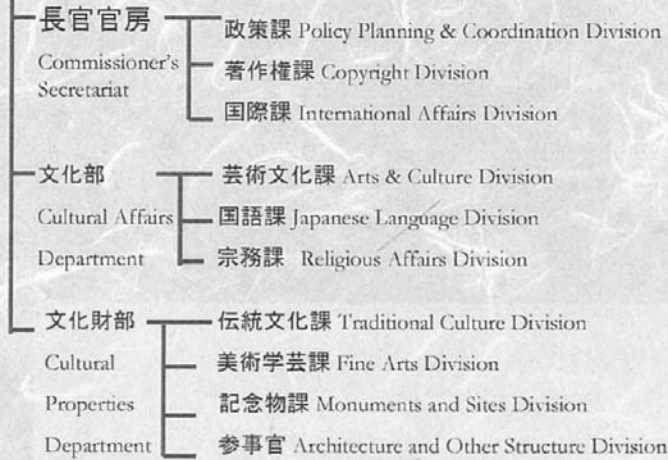 長官官房
Commissioner's
Secretariat
政策課 Policy Planning & Coordination Division
著作権課 Copyright Division
国際課 International Affairs Division
文化部
Cultural Affairs
Department
芸術文化課 Arts & Culture Division
国語課 Japanese Language Division
宗務課 Religious Affairs Division
文化財部
Cultural
Properties
Department
伝統文化課 Traditional Culture Division
美術学芸課 Fine Arts Division
記念物課 Monuments and Sites Division
参事官 Architecture and Other Structure Division